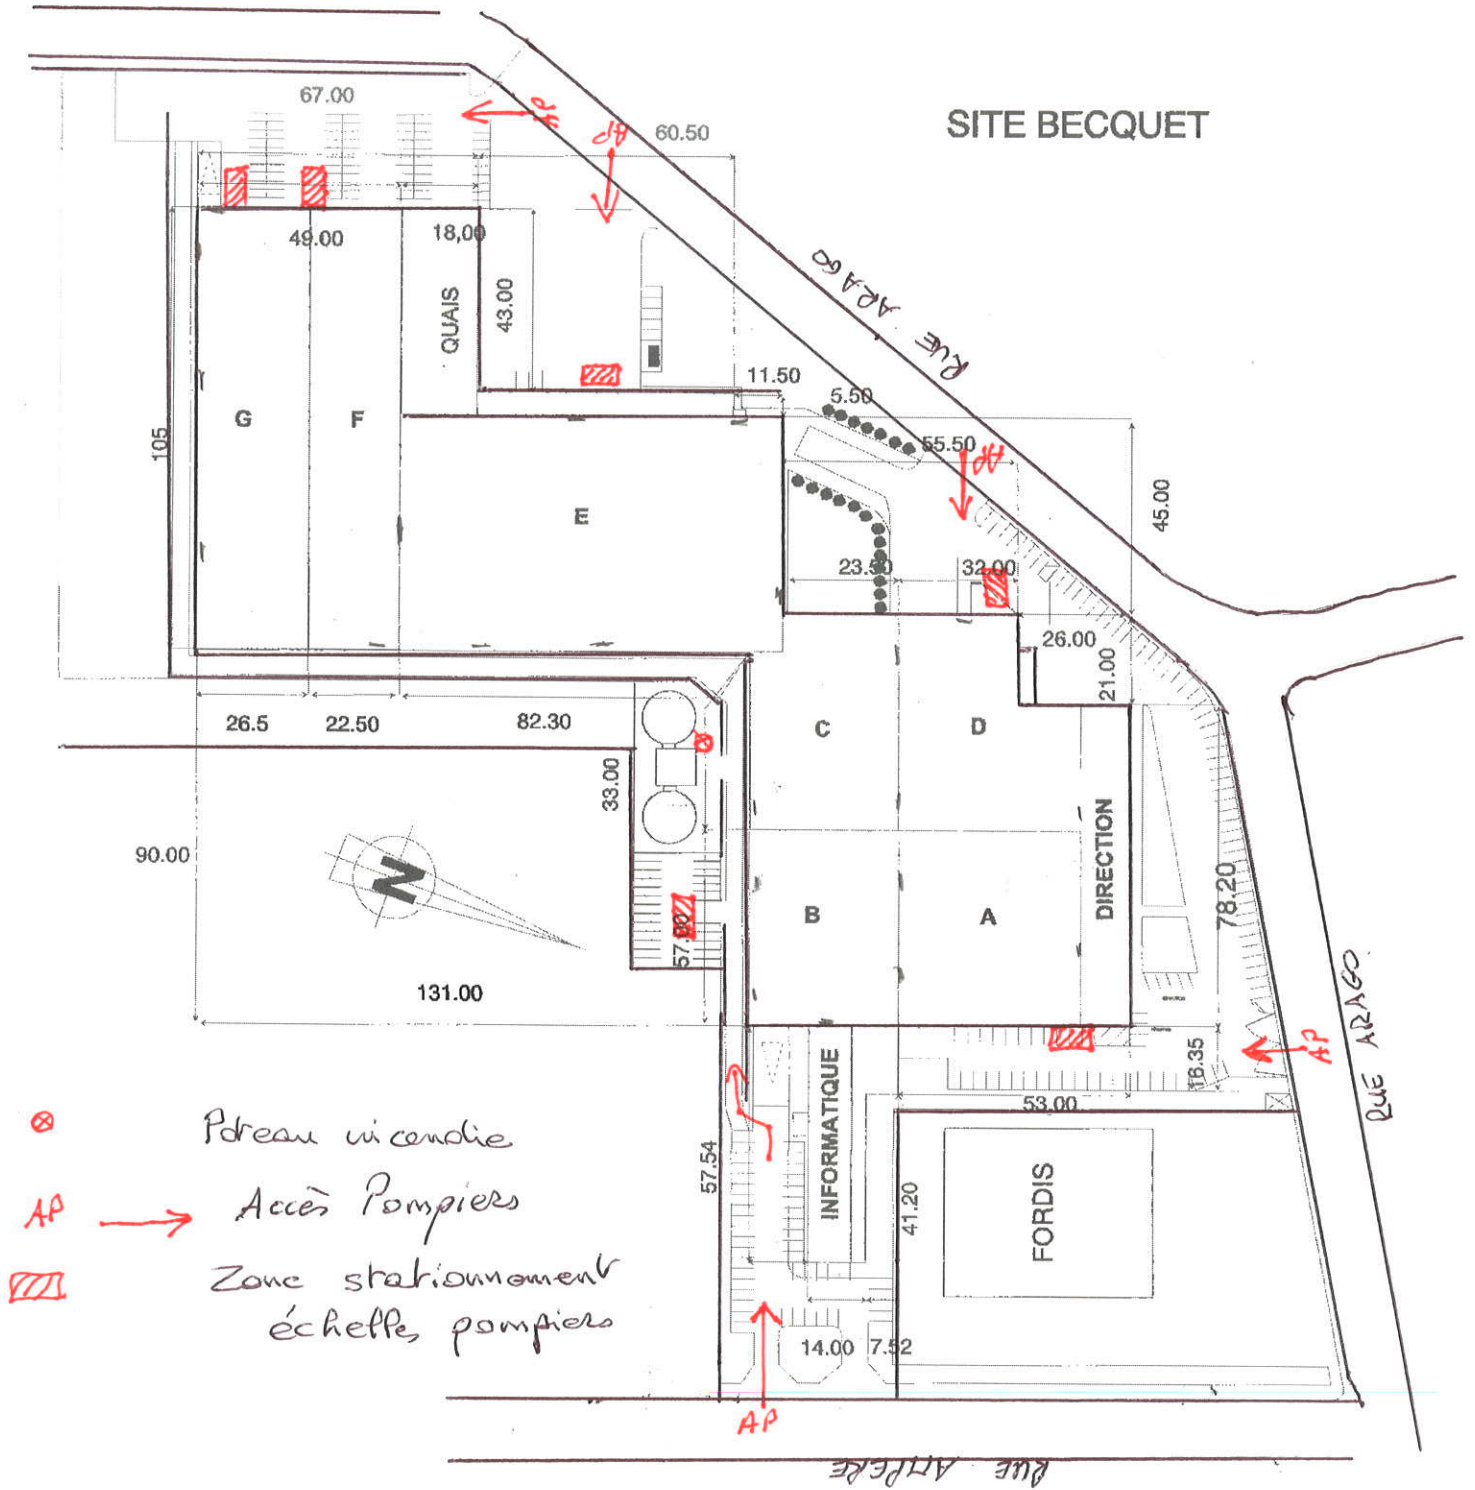 SITE BECQUET
67.00
AP
AP
60.50
49.00
18,00
QUAIS
43.00
RUE ARAGO
11.50
5.50
55.50
AP
G
F
105
E
45.00
23.50
32.00
26.00
21.00
26.5
22.50
82.30
C
D
33.00
90.00
N
DIRECTION
78.20
B
A
57.00
131.00
RUE ARAGO
AP
16.35
53.00
INFORMATIQUE
57.54
41.20
FORDIS
Poteau incendie
AP
Accès Pompiers
Zone stationnement
échelles pompiers
14.00
7.52
AP
RUE AMPERE